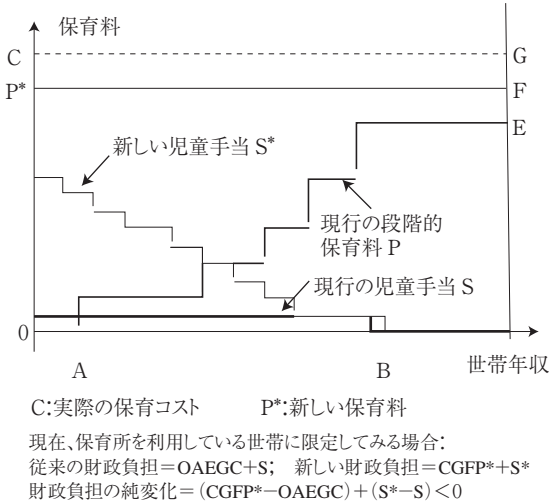 保育料
C
G
P*
F
E
新しい児童手当 S*
現行の段階的
保育料 P
現行の児童手当 S
0
A
B
世帯年収
C:実際の保育コスト P*:新しい保育料
現在、保育所を利用している世帯に限定してみる場合:
従来の財政負担=OAEGC+S; 新しい財政負担=CGFP*+S*
財政負担の純変化=(CGFP*−OAEGC)+(S*−S)<0